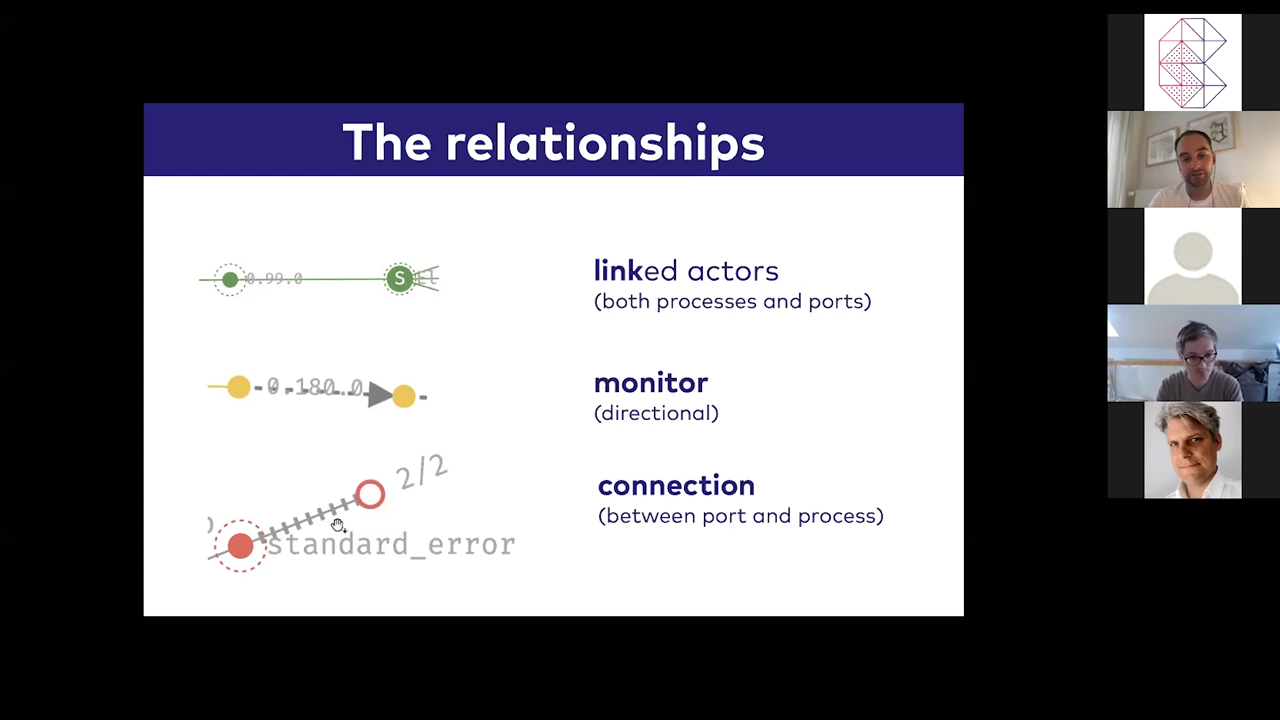 The relationships
0.99.0
S
linked actors
(both processes and ports)
0.180.0
monitor
(directional)
2/2
connection
(between port and process)
standard_error